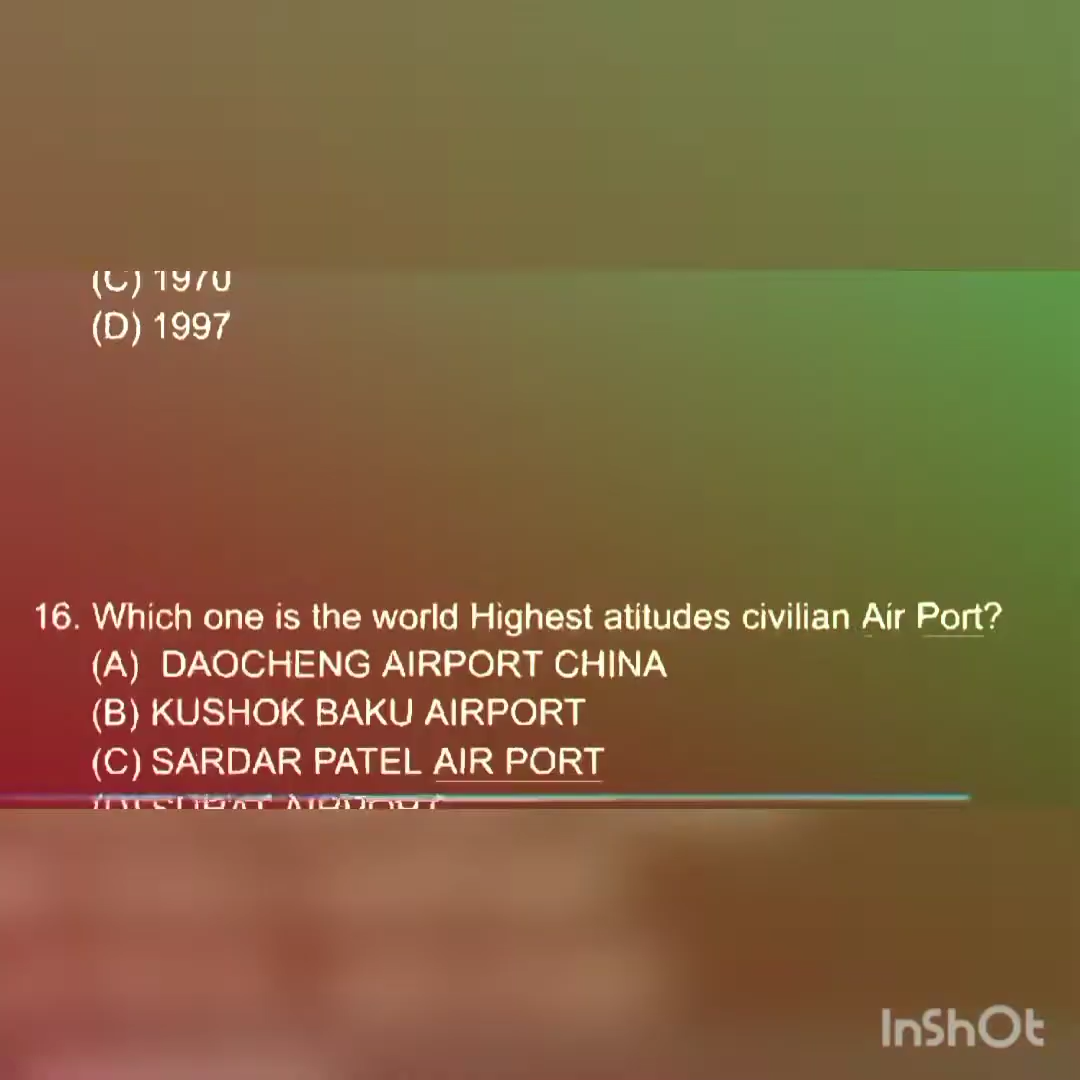 (C) 1970
(D) 1997
16. Which one is the world Highest atitudes civilian Air Port?
(A) DAOCHENG AIRPORT CHINA
(B) KUSHOK BAKU AIRPORT
(C) SARDAR PATEL AIR PORT
AIRPORT
InShOt